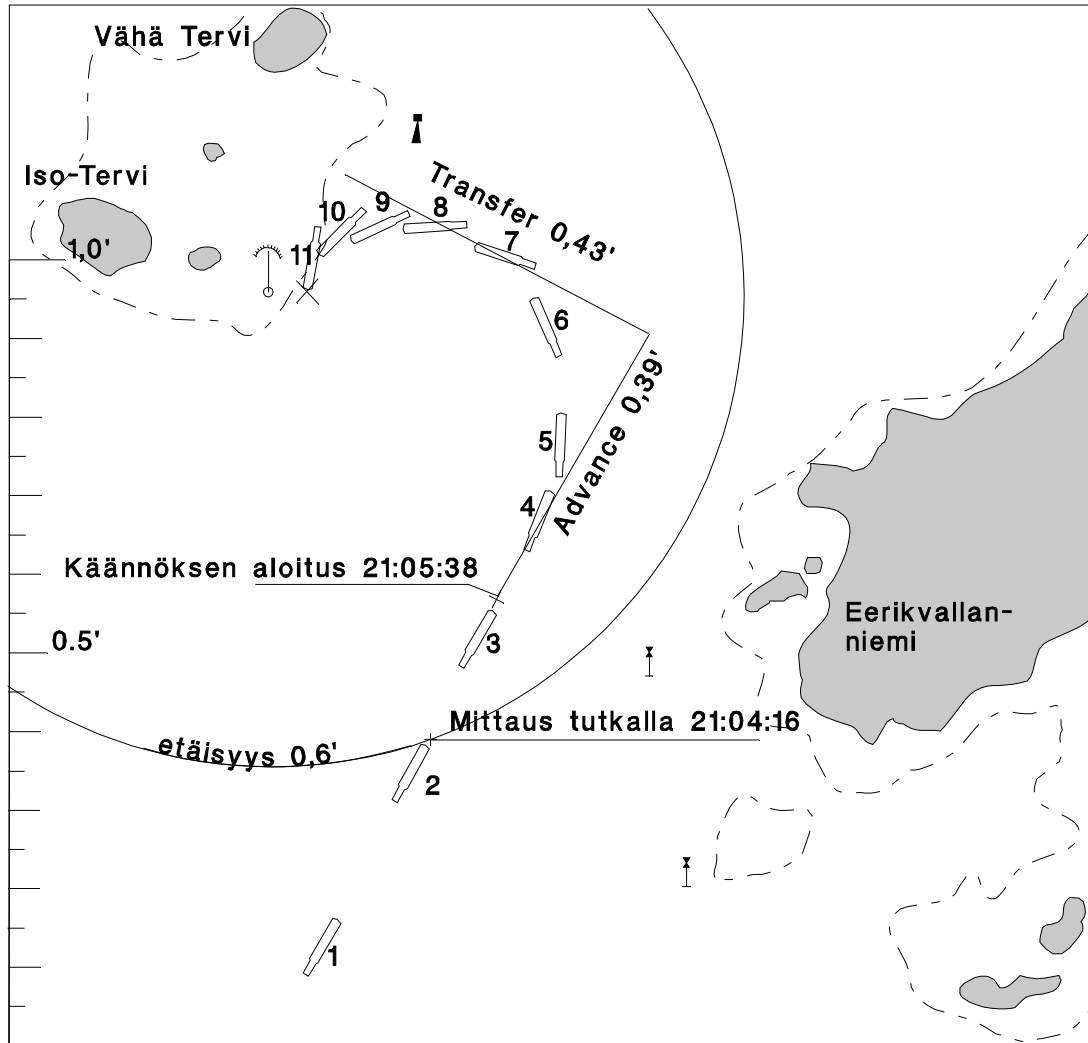 Vähä Tervi
Iso-Tervi
1,0'
Transfer 0,43'
10
9
8
7
11
6
5
Advance 0,39'
4
Käännöksen aloitus 21:05:38
3
0.5'
Eerikvallan-
niemi
Mittaus tutkalla 21:04:16
etäisyys 0,6'
2
1